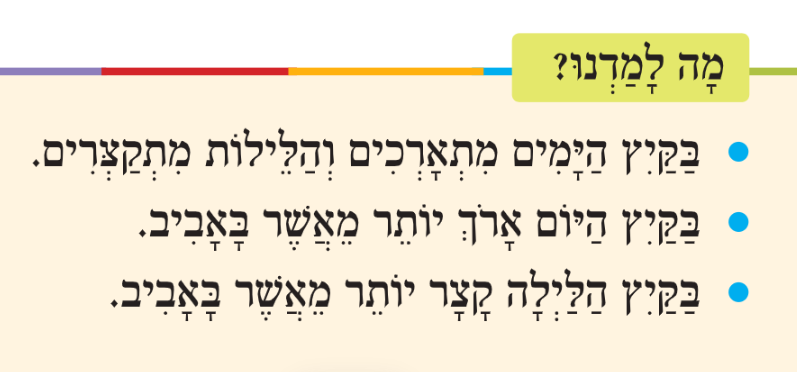 מָה לָמַדְנוּ?
בַּקַּיִץ הַיָּמִים מִתְאָרְכִים וְהַלֵּילוֹת מִתְקַצְּרִים.
בַּקַּיִץ הַיּוֹם אָרֹךְ יוֹתֵר מֵאֲשֶׁר בָּאָבִיב.
בַּקַּיִץ הַלַּיְלָה קָצָר יוֹתֵר מֵאֲשֶׁר בָּאָבִיב.